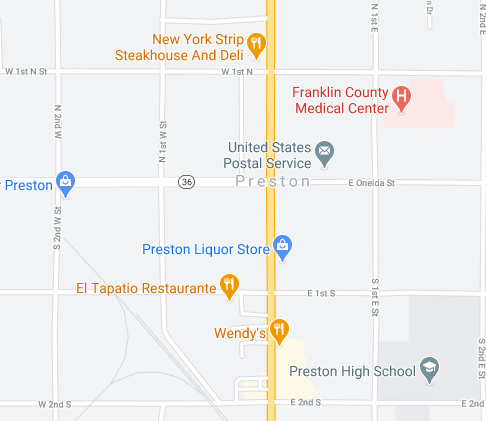 n Dr
N 1st E
N 2nd E
New York Strip
Steakhouse And Deli
W 1st N St
W 1st N
N 2nd W
N 1st W St
Franklin County
Medical Center
H
United States
Postal Service
r Preston
36
Preston
E Oneida St
S 2nd W St
Preston Liquor Store
El Tapatio Restaurante
E 1st S
S 1st E St
Wendy's
Preston High School
S 2nd E St
W 2nd S
E 2nd S